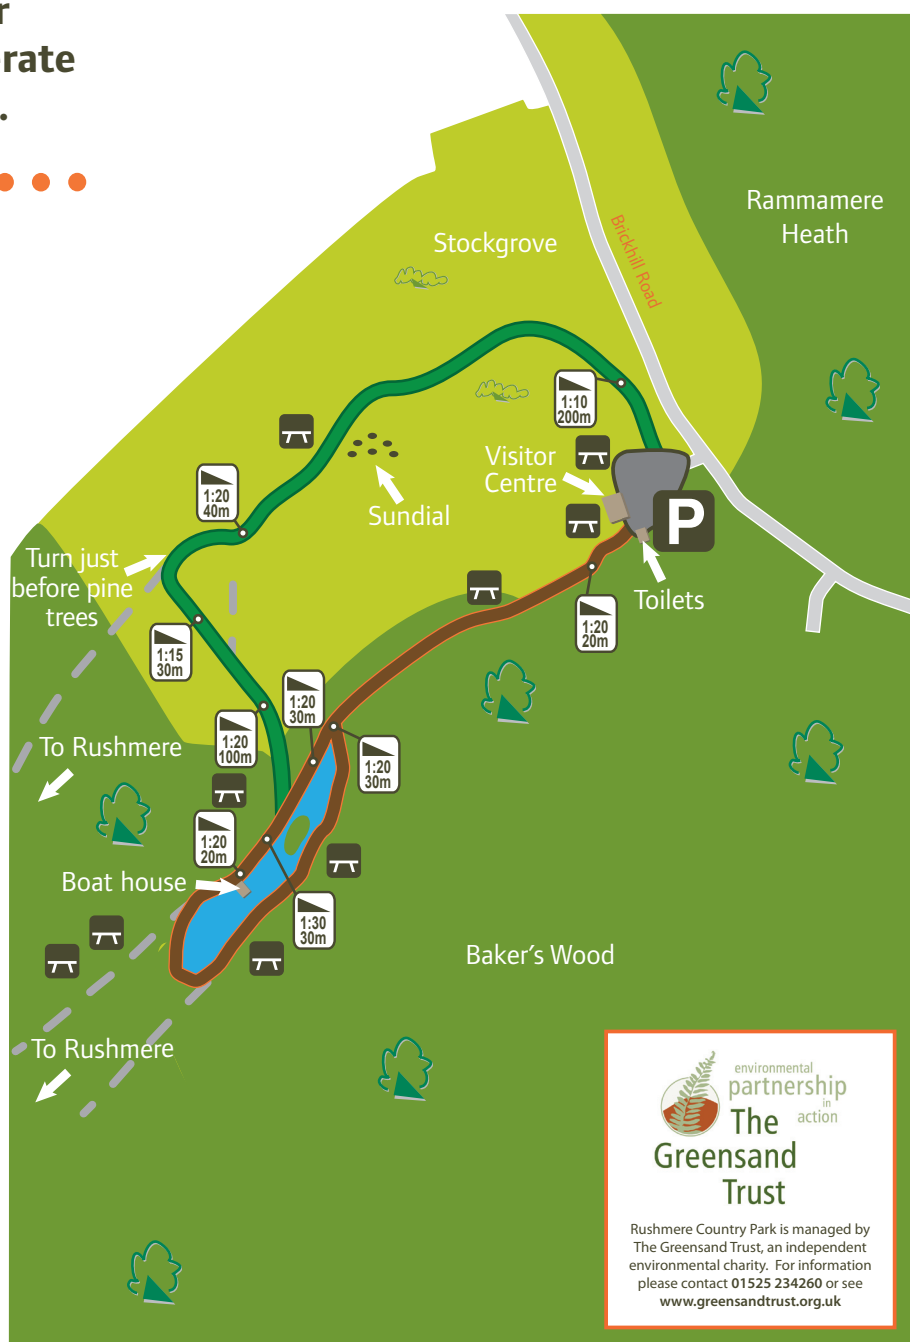 rate
.
Rammamere
Heath
Stockgrove
Brickhill Road
1:10
200m
Visitor
Centre
P
1:20
40m
Sundial
Turn just
before pine
trees
Toilets
1:20
20m
1:15
30m
1:20
30m
1:20
100m
To Rushmere
1:20
30m
1:20
20m
Boat house
1:30
30m
Baker's Wood
To Rushmere
environmental
partnership
in
action
The
Greensand
Trust
Rushmere Country Park is managed by
The Greensand Trust, an independent
environmental charity. For information
please contact 01525 234260 or see
www.greensandtrust.org.uk